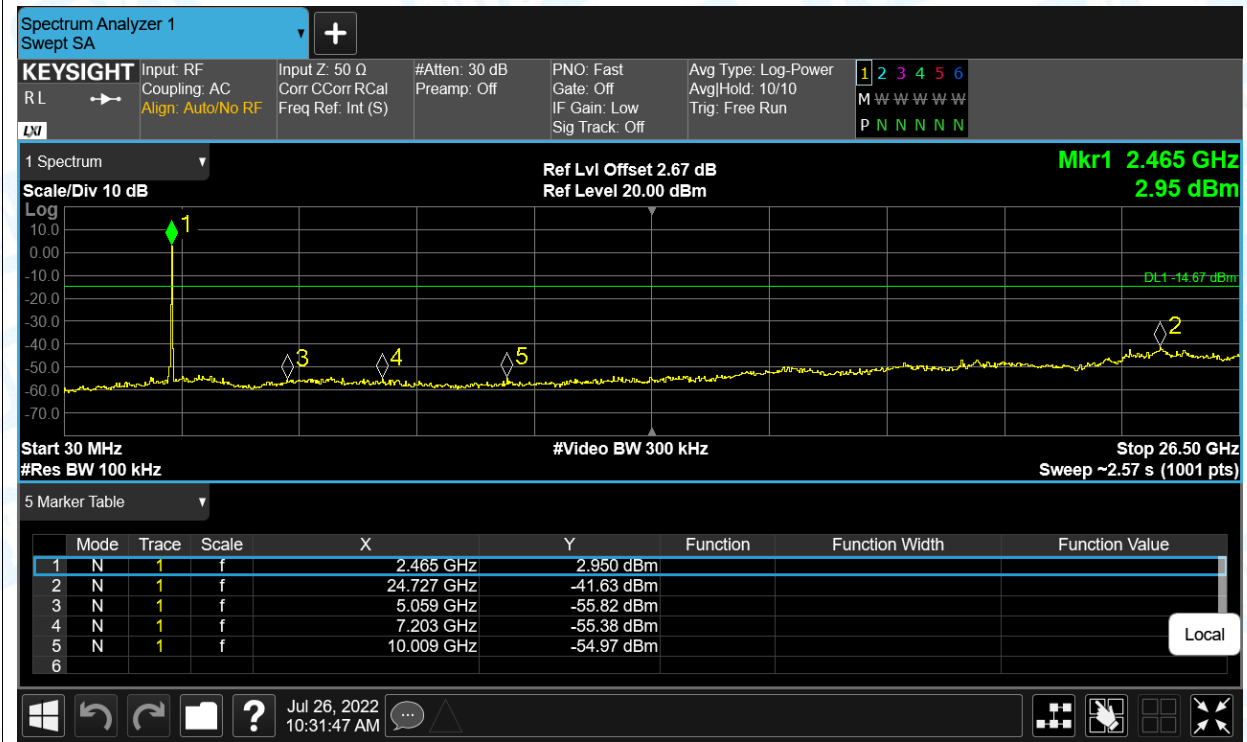 Spectrum Analyzer 1
Swept SA
KEYSIGHT
R L
LXI
Input: RF
Coupling: AC
Align: Auto/No RF
Input Z: 50 Ω
Corr CCorr RCal
Freq Ref: Int (S)
#Atten: 30 dB
Preamp: Off
PNO: Fast
Gate: Off
IF Gain: Low
Sig Track: Off
Avg Type: Log-Power
Avg|Hold: 10/10
Trig: Free Run
1 2 3 4 5 6
M W W W W W
P N N N N N
1 Spectrum
Scale/Div 10 dB
Ref Lvl Offset 2.67 dB
Ref Level 20.00 dBm
Mkr1 2.465 GHz
2.95 dBm
Log
10.0
0.00
-10.0
-20.0
-30.0
-40.0
-50.0
-60.0
-70.0
1
DL1 -14.67 dBm
2
3
4
5
Start 30 MHz
#Res BW 100 kHz
#Video BW 300 kHz
Stop 26.50 GHz
Sweep ~2.57 s (1001 pts)
5 Marker Table
Mode Trace Scale X Y Function Function Width Function Value
1 N 1 f 2.465 GHz 2.950 dBm
2 N 1 f 24.727 GHz -41.63 dBm
3 N 1 f 5.059 GHz -55.82 dBm
4 N 1 f 7.203 GHz -55.38 dBm
5 N 1 f 10.009 GHz -54.97 dBm
6
Local
?
Jul 26, 2022
10:31:47 AM